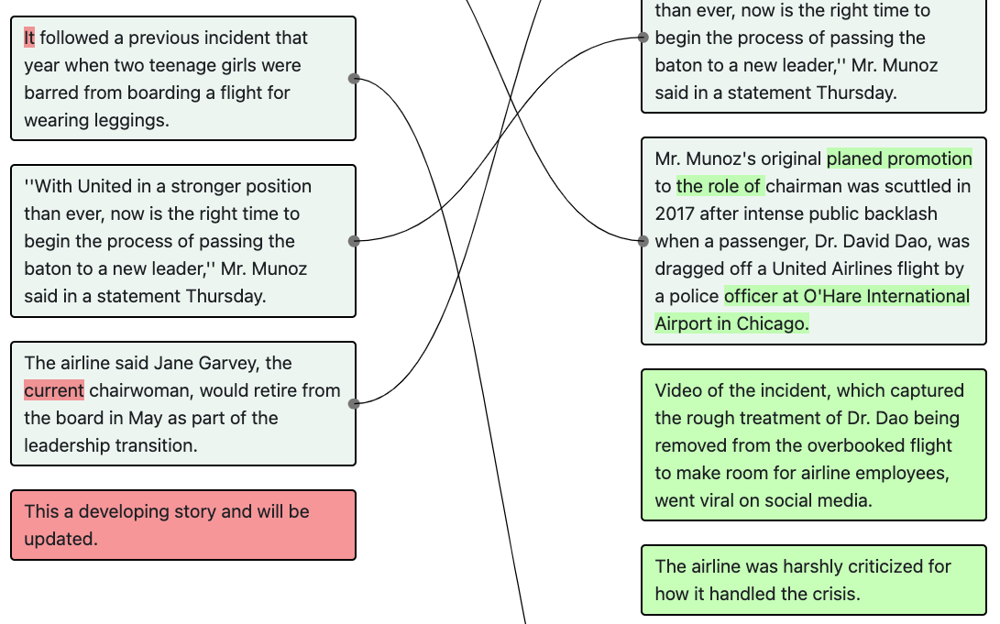 It followed a previous incident that
year when two teenage girls were
barred from boarding a flight for
wearing leggings.
''With United in a stronger position
than ever, now is the right time to
begin the process of passing the
baton to a new leader,'' Mr. Munoz
said in a statement Thursday.
The airline said Jane Garvey, the
current chairwoman, would retire from
the board in May as part of the
leadership transition.
This a developing story and will be
updated.
than ever, now is the right time to
begin the process of passing the
baton to a new leader,'' Mr. Munoz
said in a statement Thursday.
Mr. Munoz's original planed promotion
to the role of chairman was scuttled in
2017 after intense public backlash
when a passenger, Dr. David Dao, was
dragged off a United Airlines flight by
a police officer at O'Hare International
Airport in Chicago.
Video of the incident, which captured
the rough treatment of Dr. Dao being
removed from the overbooked flight
to make room for airline employees,
went viral on social media.
The airline was harshly criticized for
how it handled the crisis.